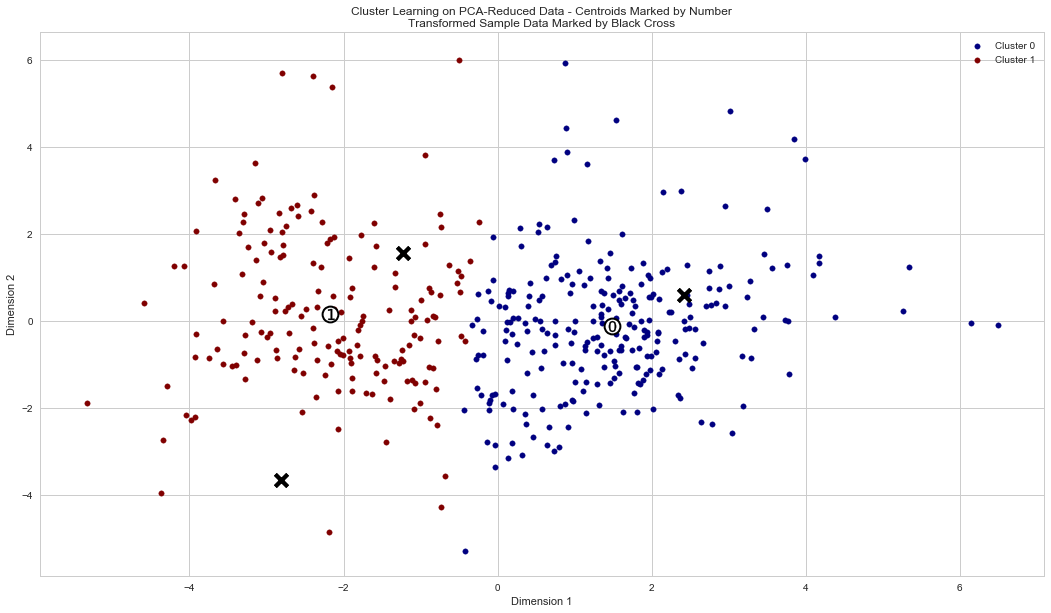 Cluster Learning on PCA-Reduced Data - Centroids Marked by Number
Transformed Sample Data Marked by Black Cross
Cluster 0
Cluster 1
6
4
2
0
−2
−4
Dimension 2
1
0
−4
−2
0
2
4
6
Dimension 1